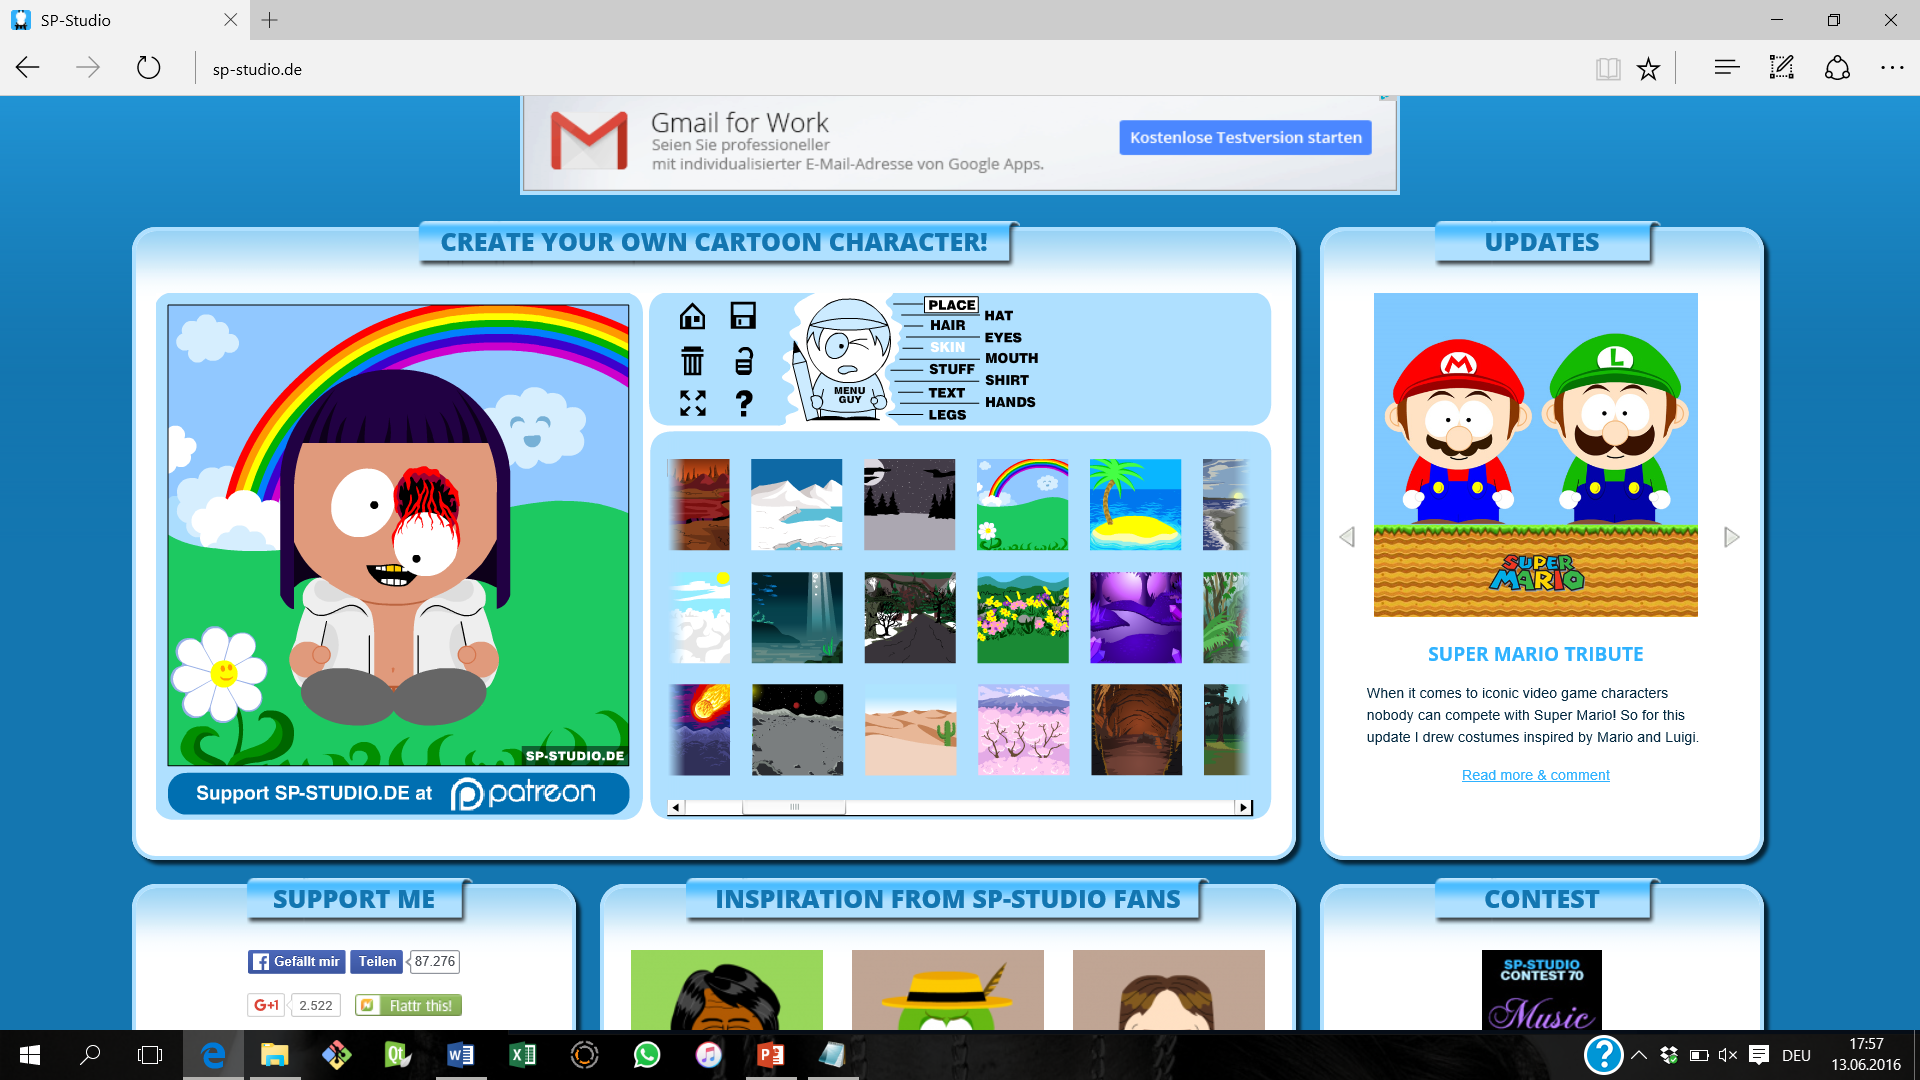 SP-Studio
sp-studio.de
Gmail for Work
Seien Sie professioneller
mit individualisierter E-Mail-Adresse von Google Apps.
Kostenlose Testversion starten
CREATE YOUR OWN CARTOON CHARACTER!
UPDATES
PLACE
HAT
HAIR
EYES
SKIN
MOUTH
STUFF
SHIRT
TEXT
HANDS
LEGS
MENU
GUY
?
M
L
SUPER
MARIO
SP-STUDIO.DE
Support SP-STUDIO.DE at patreon
SUPER MARIO TRIBUTE
When it comes to iconic video game characters
nobody can compete with Super Mario! So for this
update I drew costumes inspired by Mario and Luigi.
Read more & comment
SUPPORT ME
INSPIRATION FROM SP-STUDIO FANS
CONTEST
Gefällt mir Teilen 87.276
G+1 2.522 Flattr this!
SP-STUDIO
CONTEST 70
Music
DEU
17:57
13.06.2016